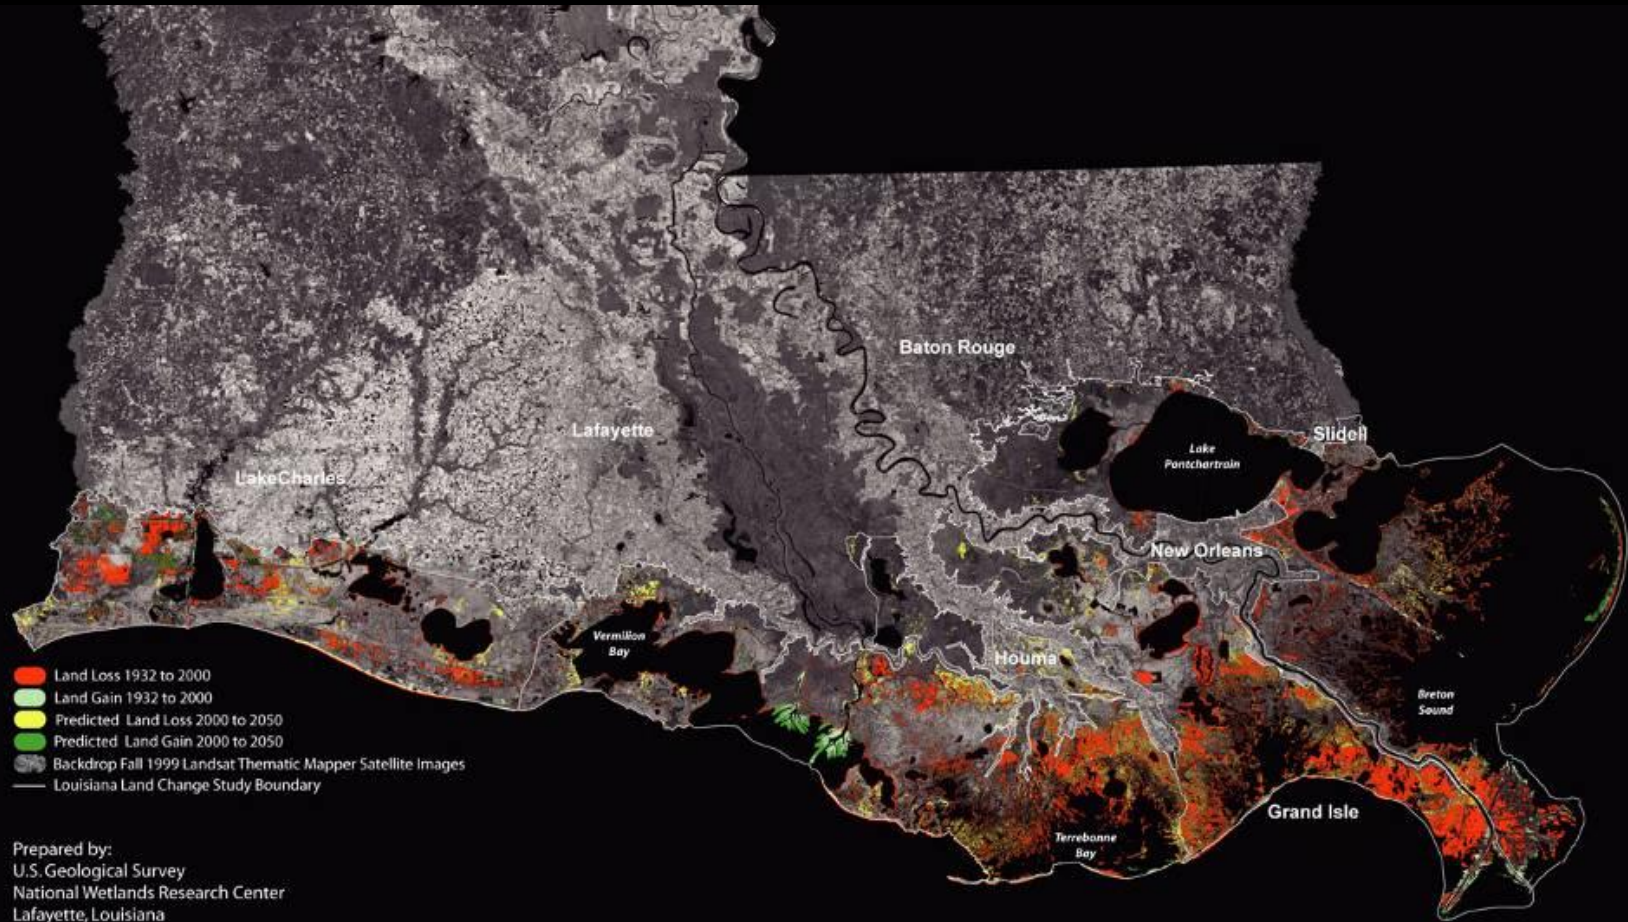 Baton Rouge
Lafayette
Slidell
Lake
Pontchartrain
LakeCharles
New Orleans
Vermilion
Bay
Houma
Land Loss 1932 to 2000
Land Gain 1932 to 2000
Predicted Land Loss 2000 to 2050
Predicted Land Gain 2000 to 2050
Backdrop Fall 1999 Landsat Thematic Mapper Satellite Images
Louisiana Land Change Study Boundary
Breton
Sound
Grand Isle
Terrebonne
Bay
Prepared by:
U.S. Geological Survey
National Wetlands Research Center
Lafayette, Louisiana